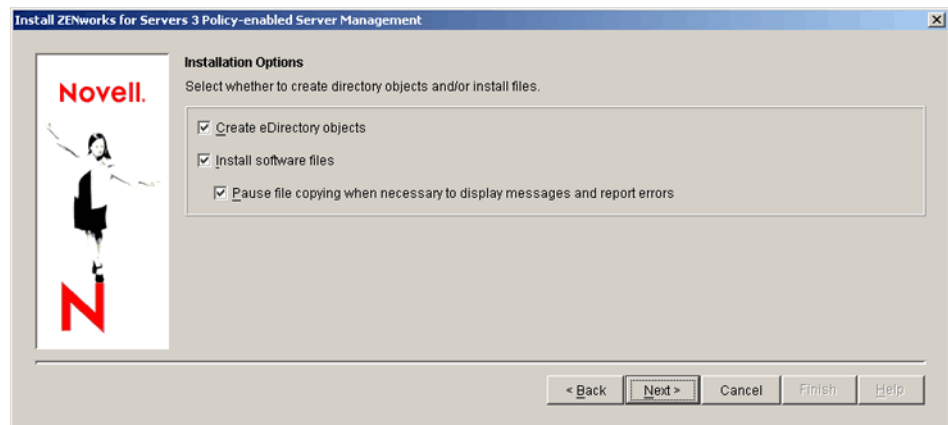 Install ZENworks for Servers 3 Policy-enabled Server Management
Novell.
N
Installation Options
Select whether to create directory objects and/or install files.
Create eDirectory objects
Install software files
Pause file copying when necessary to display messages and report errors
< Back
Next >
Cancel
Finish
Help